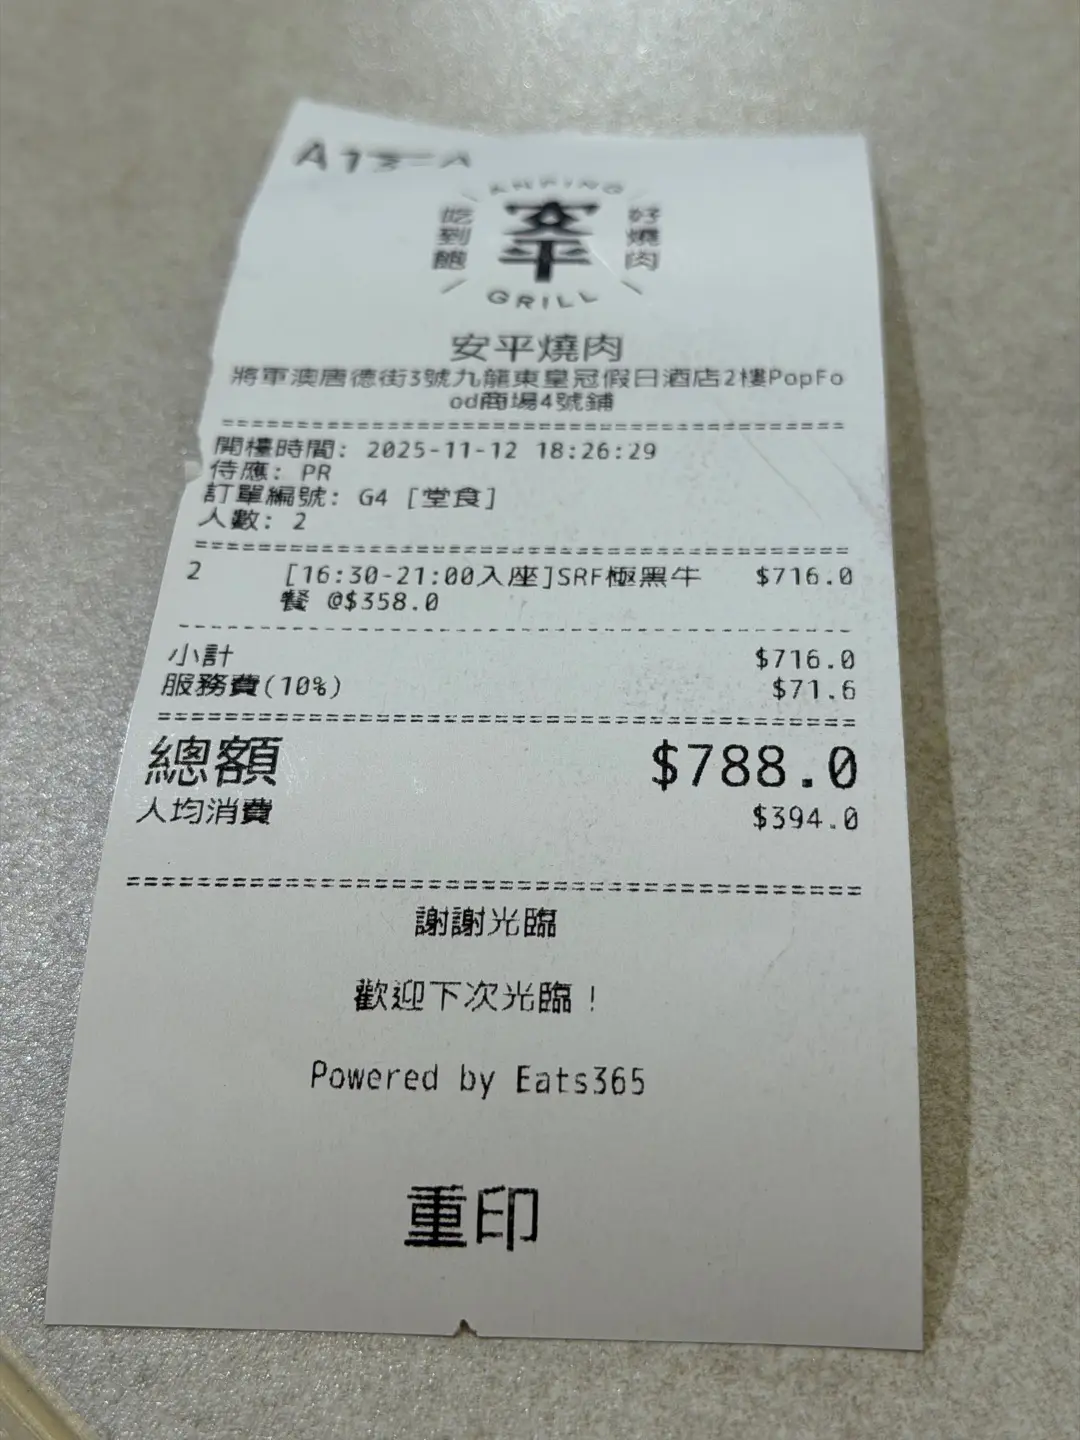 A13-A
ANPING
吃到飽
安平
好燒肉
GRILL
安平燒肉
將軍澳唐德街3號九龍東皇冠假日酒店2樓PopFo
od商場4號鋪
開檯時間: 2025-11-12 18:26:29
侍應: PR
訂單編號: G4 [堂食]
人數: 2
2 [16:30-21:00入座]SRF極黑牛 $716.0
餐 @$358.0
小計 $716.0
服務費(10%) $71.6
總額 $788.0
人均消費 $394.0
謝謝光臨
歡迎下次光臨！
Powered by Eats365
重印